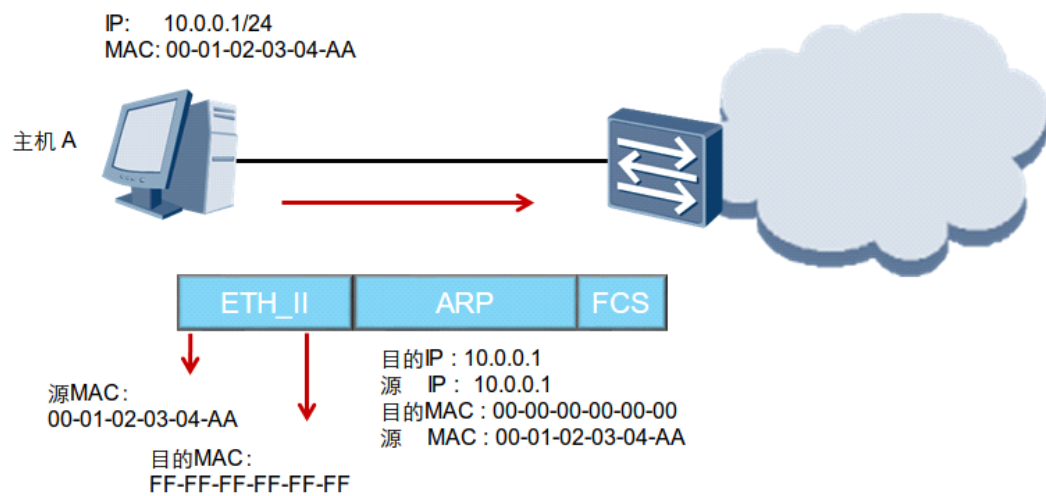 IP: 10.0.0.1/24
MAC: 00-01-02-03-04-AA
主机 A
ETH_II
ARP
FCS
目的IP : 10.0.0.1
源 IP : 10.0.0.1
目的MAC : 00-00-00-00-00-00
源 MAC : 00-01-02-03-04-AA
源MAC:
00-01-02-03-04-AA
目的MAC:
FF-FF-FF-FF-FF-FF